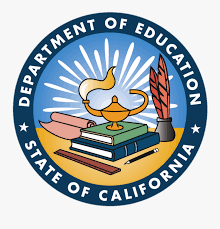 DEPARTMENT OF EDUCATION
STATE OF CALIFORNIA